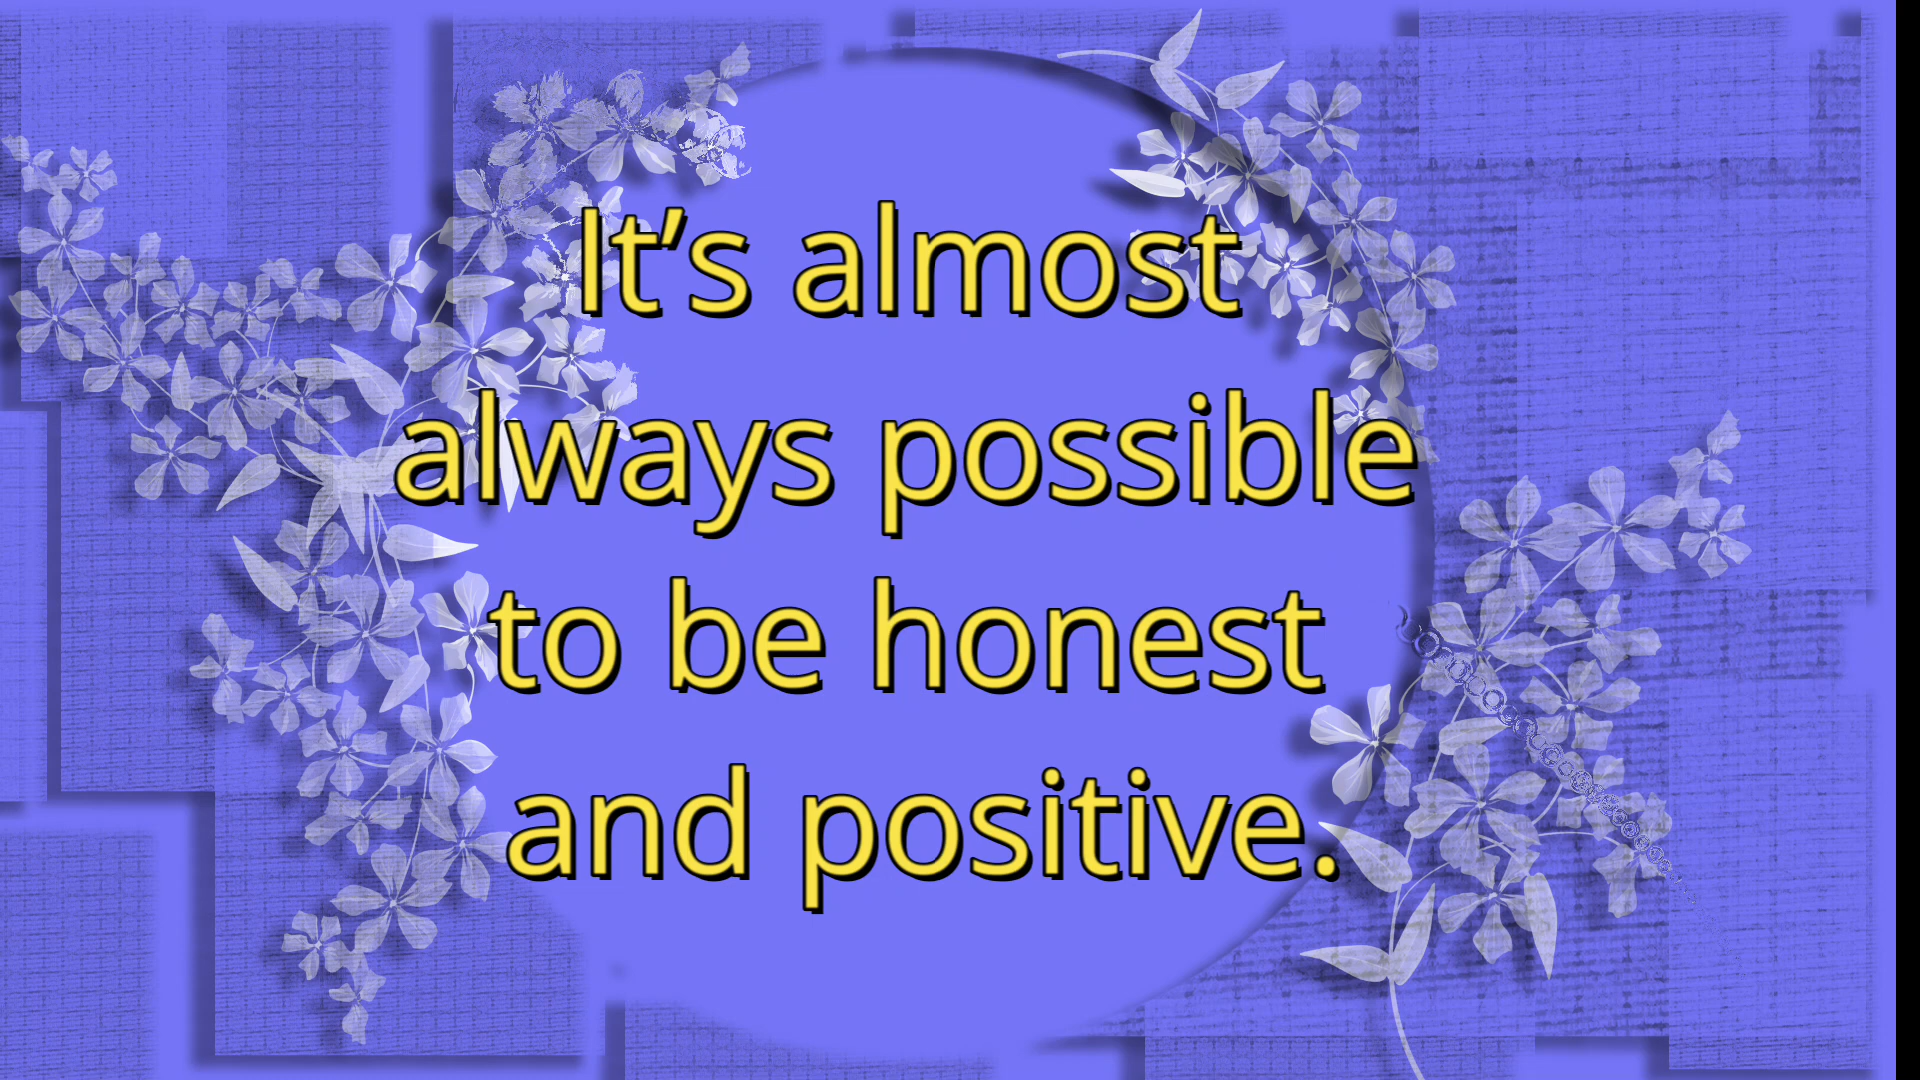 It’s almost
always possible
to be honest
and positive.